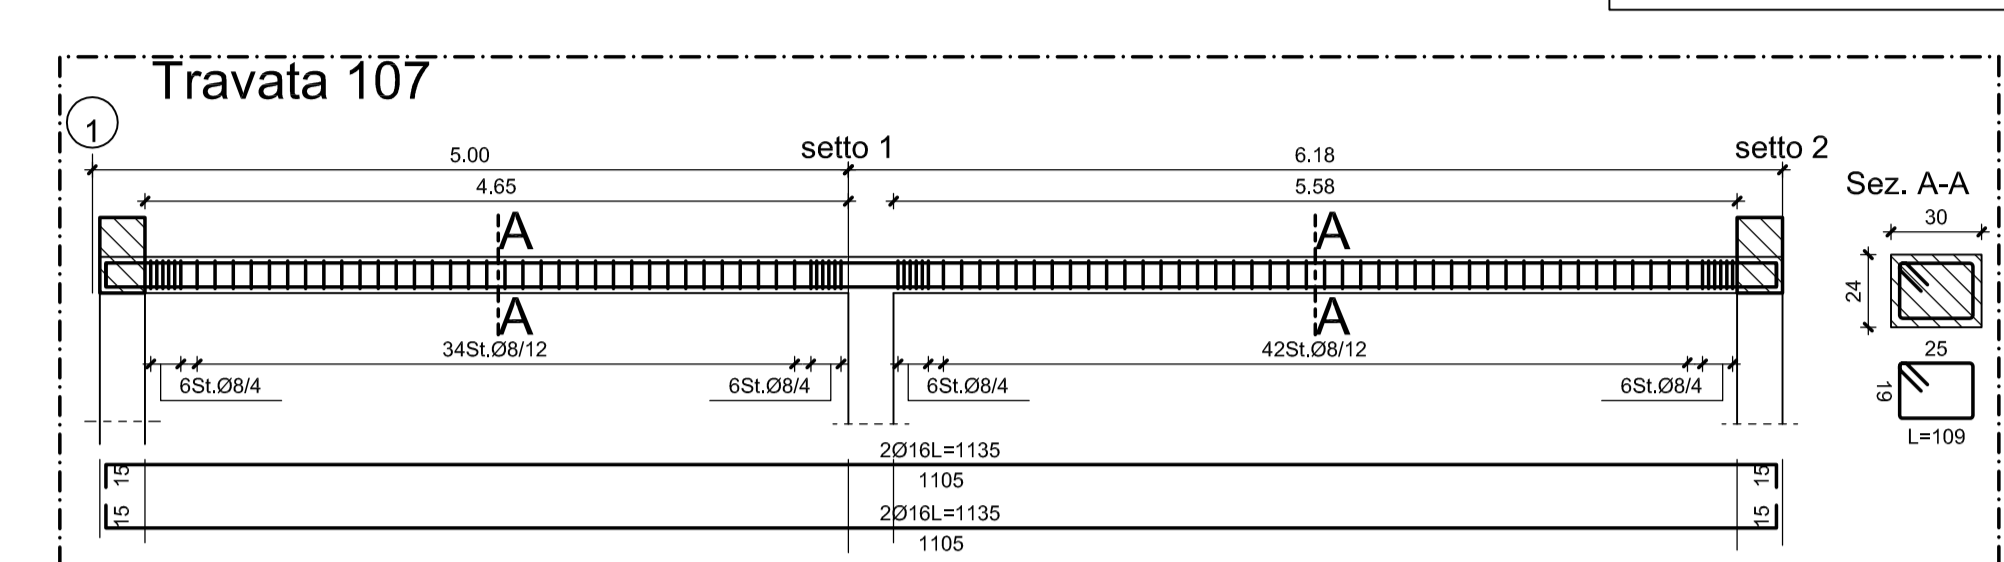 Travata 107
1
setto 1
setto 2
5.00
6.18
4.65
5.58
Sez. A-A
30
A
A
24
A
A
34St.Ø8/12
42St.Ø8/12
25
6St.Ø8/4
6St.Ø8/4
6St.Ø8/4
6St.Ø8/4
19
L=109
2Ø16L=1135
15
1105
15
2Ø16L=1135
15
1105
15